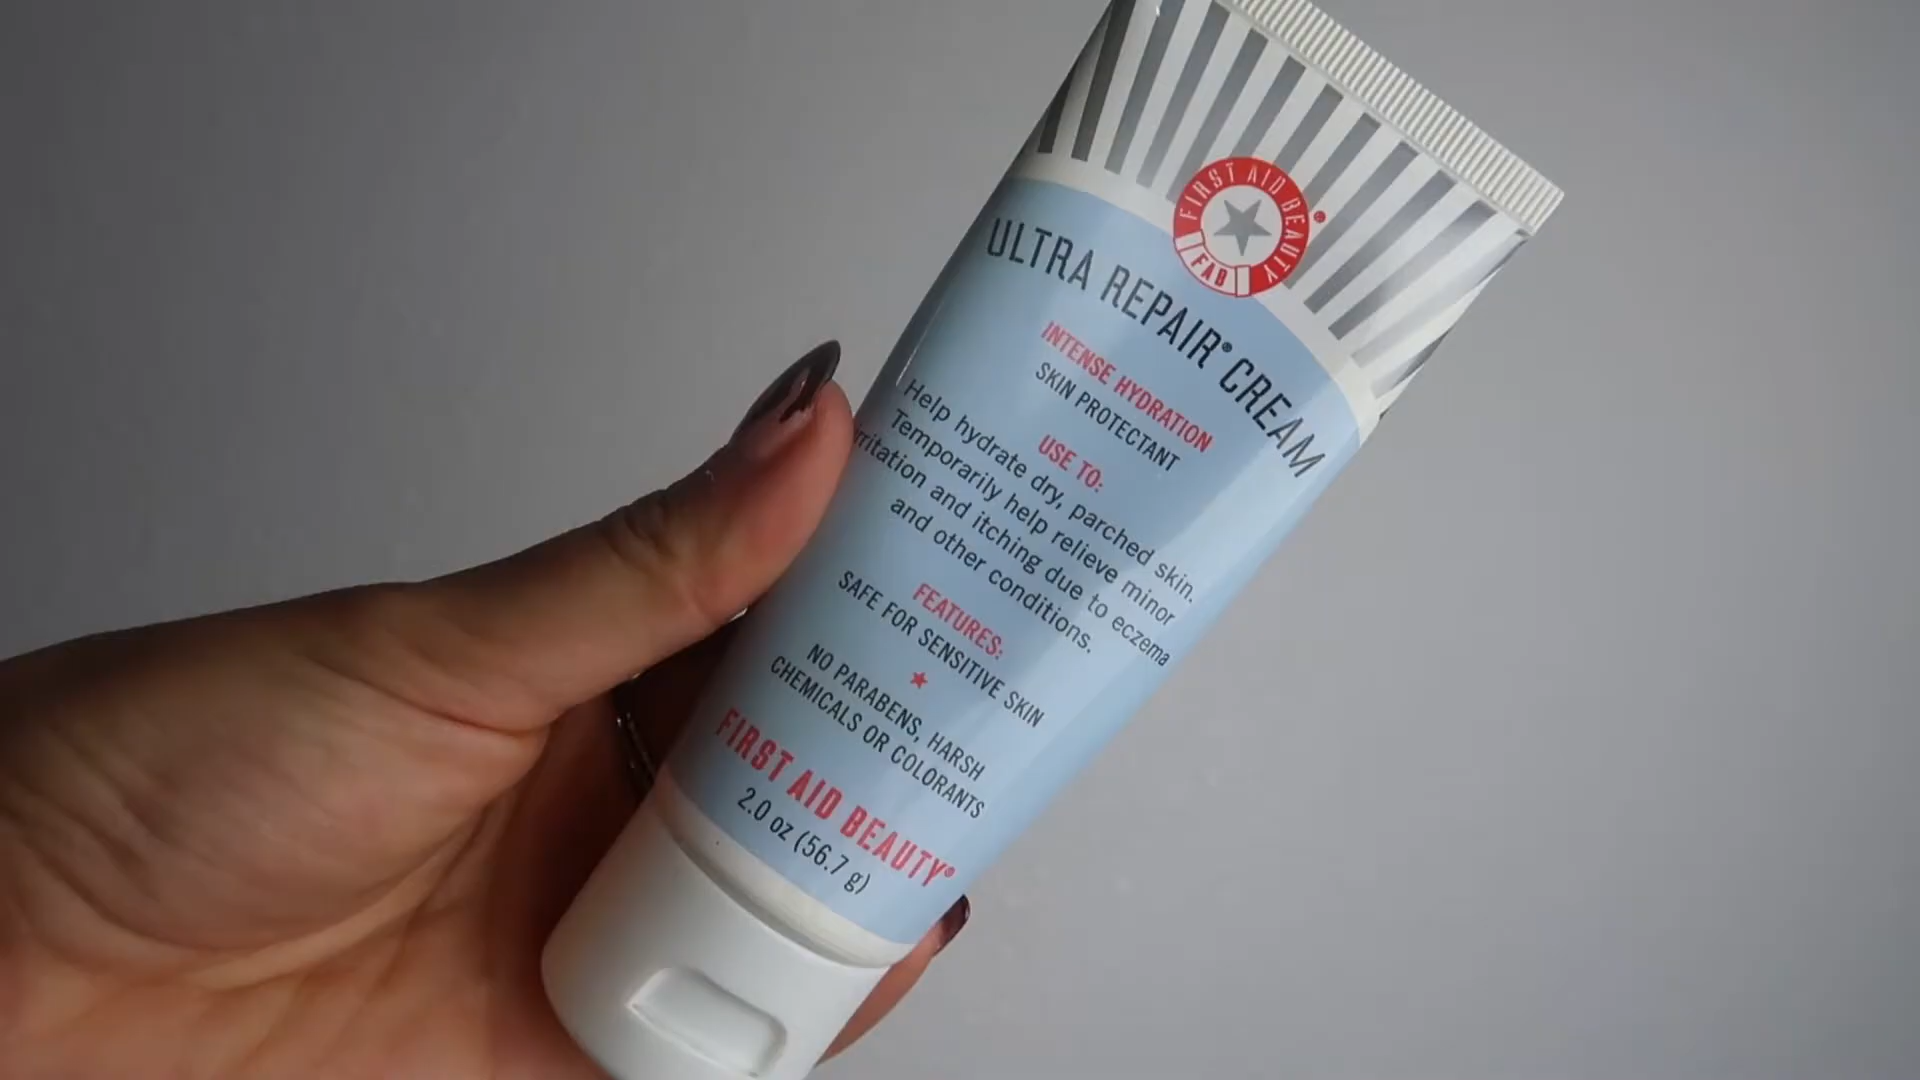 FIRST AID BEAUTY®
FAB
ULTRA REPAIR® CREAM
INTENSE HYDRATION
SKIN PROTECTANT
USE TO:
Help hydrate dry, parched skin.
Temporarily help relieve minor
irritation and itching due to eczema
and other conditions.
FEATURES:
SAFE FOR SENSITIVE SKIN
NO PARABENS, HARSH
CHEMICALS OR COLORANTS
FIRST AID BEAUTY®
2.0 oz (56.7 g)